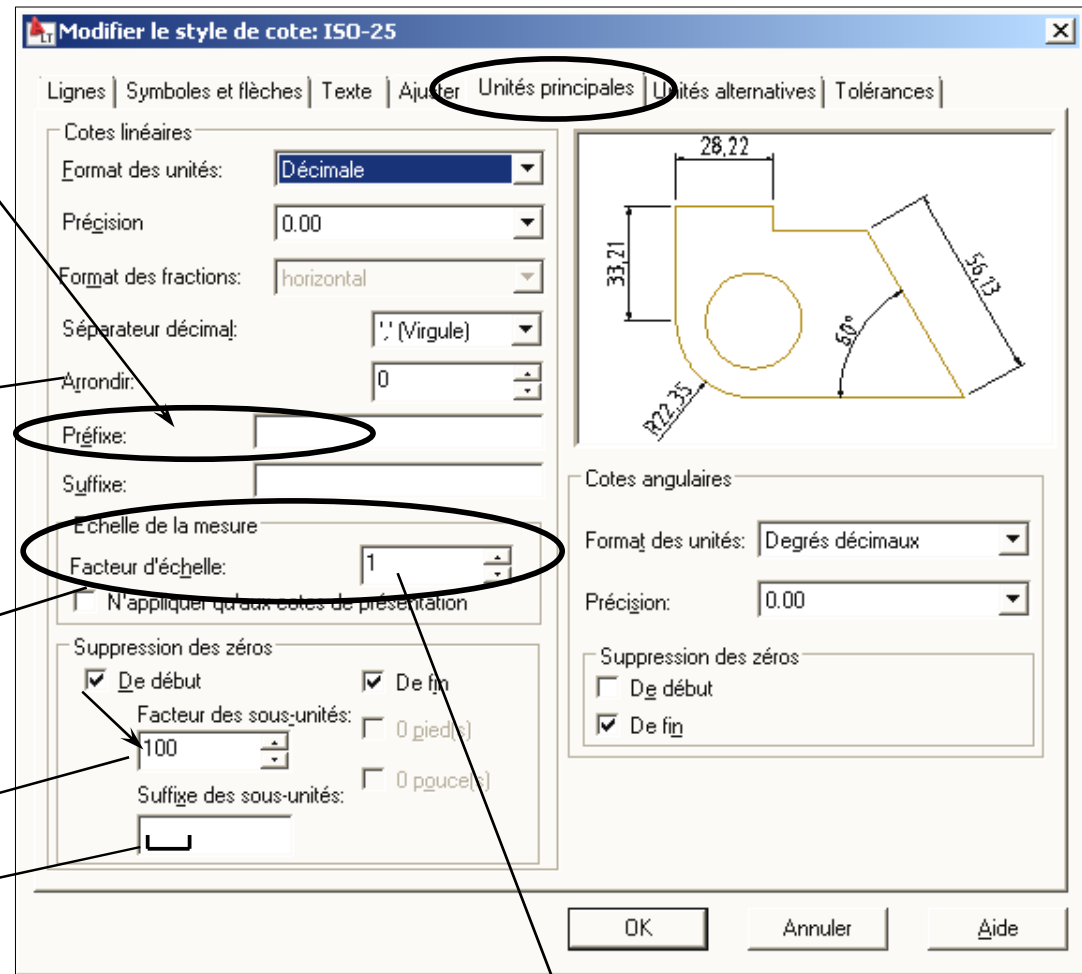 Modifier le style de cote: ISO-25
Lignes Symboles et flèches Texte Ajuster Unités principales Unités alternatives Tolérances
Cotes linéaires
Format des unités: Décimale
Précision 0.00
Format des fractions: horizontal
Séparateur décimal: ',' (Virgule)
Arrondir: 0
Préfixe:
Suffixe:
Echelle de la mesure
Facteur d'échelle: 1
N'appliquer qu'aux cotes de présentation
Suppression des zéros
De début De fin
Facteur des sous-unités: 0 pied(s)
100
0 pouce(s)
Suffixe des sous-unités:
28,22
33,21
56,13
60°
R22,35
Cotes angulaires
Format des unités: Degrés décimaux
Précision: 0.00
Suppression des zéros
De début
De fin
OK Annuler Aide